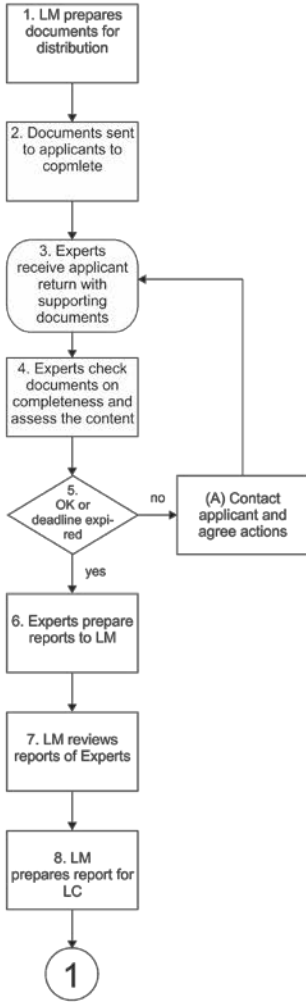 1. LM prepares
documents for
distribution
2. Documents sent
to applicants to
copmlete
3. Experts
receive applicant
return with
supporting
documents
4. Experts check
documents on
completeness and
assess the content
5.
OK or
deadline expi-
red
no
(A) Contact
applicant and
agree actions
yes
6. Experts prepare
reports to LM
7. LM reviews
reports of Experts
8. LM
prepares report for
LC
1